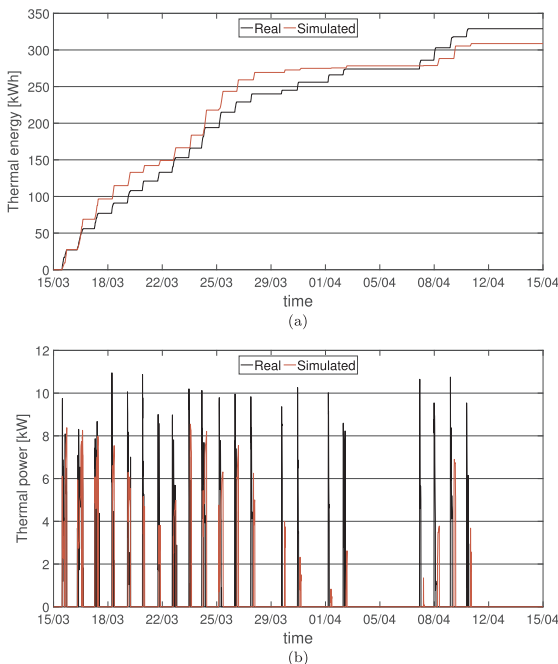 350
300
250
200
150
100
50
0
Thermal energy [kWh]
Real Simulated
15/03 18/03 22/03 25/03 29/03 01/04 05/04 08/04 12/04 15/04
time
(a)
12
10
8
6
4
2
0
Thermal power [kW]
Real Simulated
15/03 18/03 22/03 25/03 29/03 01/04 05/04 08/04 12/04 15/04
time
(b)